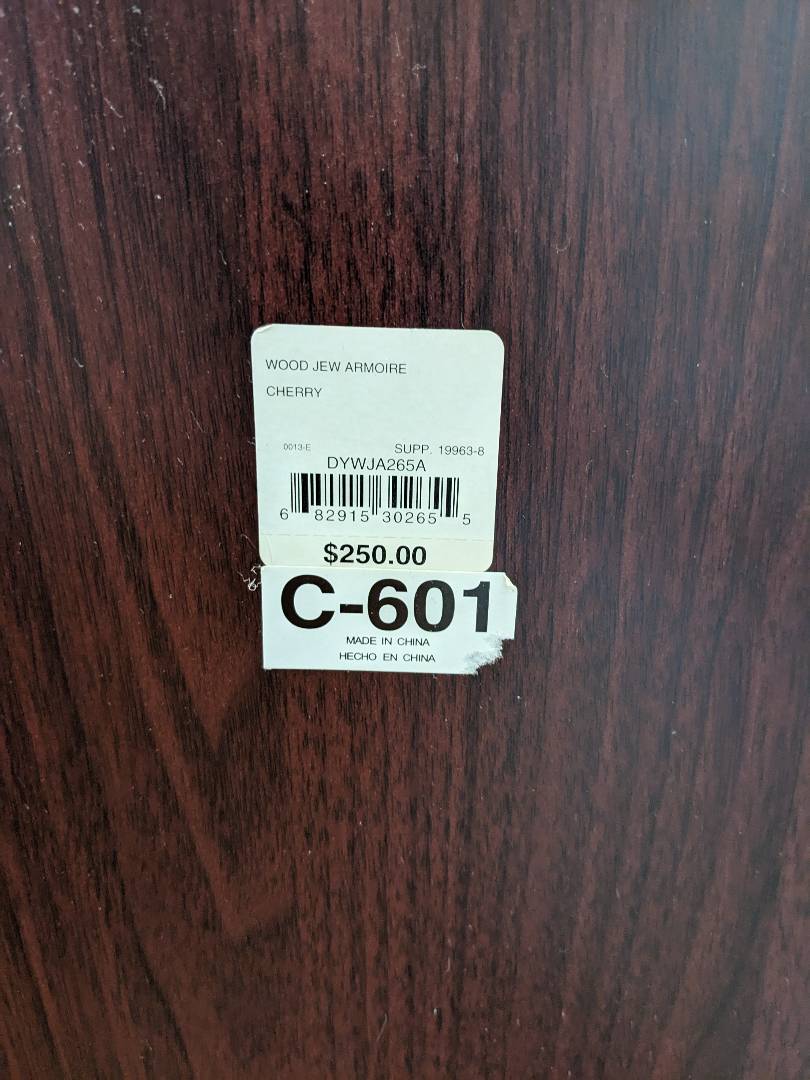 WOOD JEW ARMOIRE
CHERRY
0013-E SUPP. 19963-8
DYWJA265A
6 82915 30265 5
$250.00
C-601
MADE IN CHINA
HECHO EN CHINA